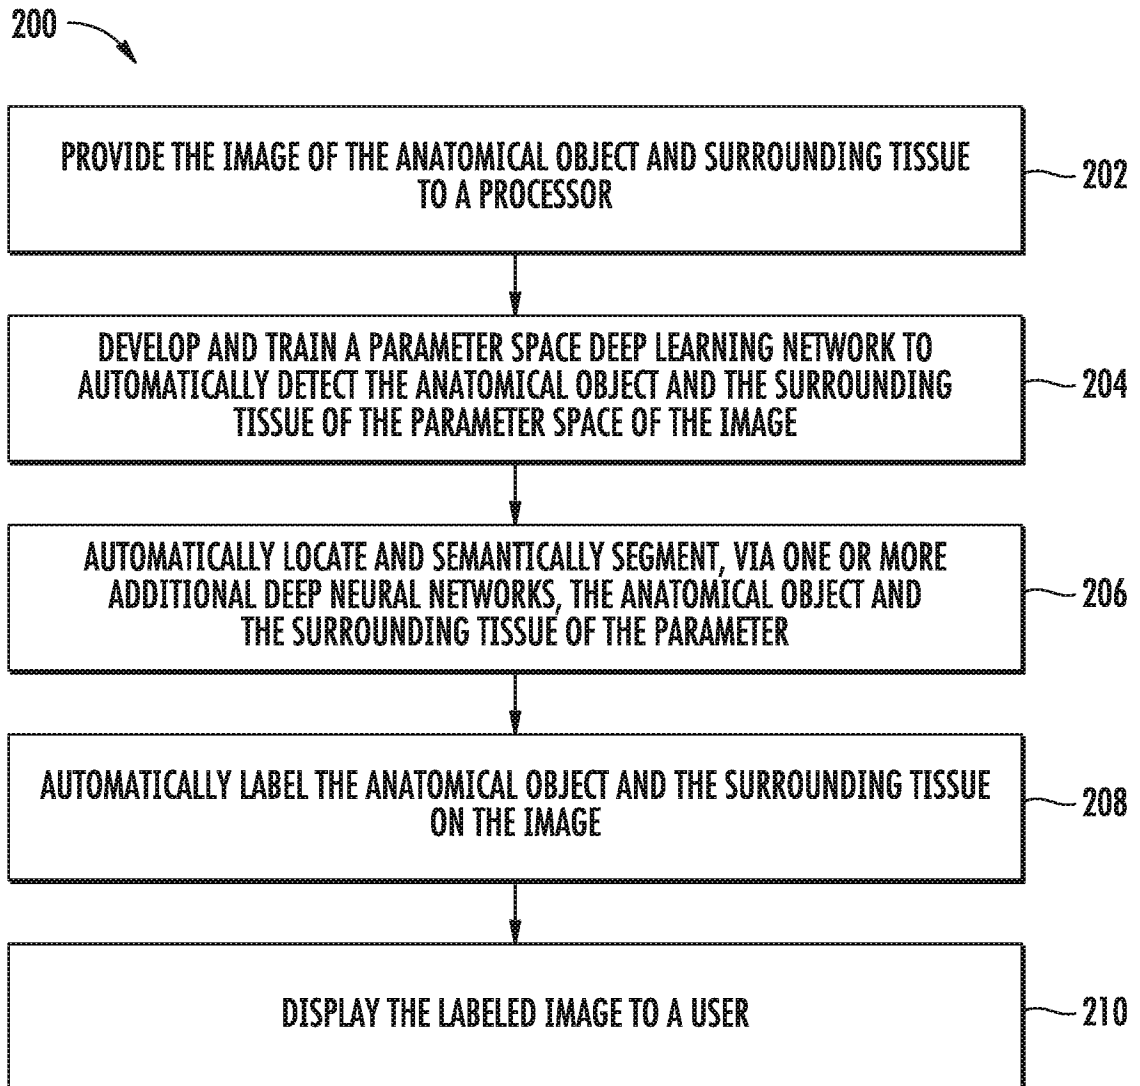 200
PROVIDE THE IMAGE OF THE ANATOMICAL OBJECT AND SURROUNDING TISSUE
TO A PROCESSOR
202
DEVELOP AND TRAIN A PARAMETER SPACE DEEP LEARNING NETWORK TO
AUTOMATICALLY DETECT THE ANATOMICAL OBJECT AND THE SURROUNDING
TISSUE OF THE PARAMETER SPACE OF THE IMAGE
204
AUTOMATICALLY LOCATE AND SEMANTICALLY SEGMENT, VIA ONE OR MORE
ADDITIONAL DEEP NEURAL NETWORKS, THE ANATOMICAL OBJECT AND
THE SURROUNDING TISSUE OF THE PARAMETER
206
AUTOMATICALLY LABEL THE ANATOMICAL OBJECT AND THE SURROUNDING TISSUE
ON THE IMAGE
208
DISPLAY THE LABELED IMAGE TO A USER
210